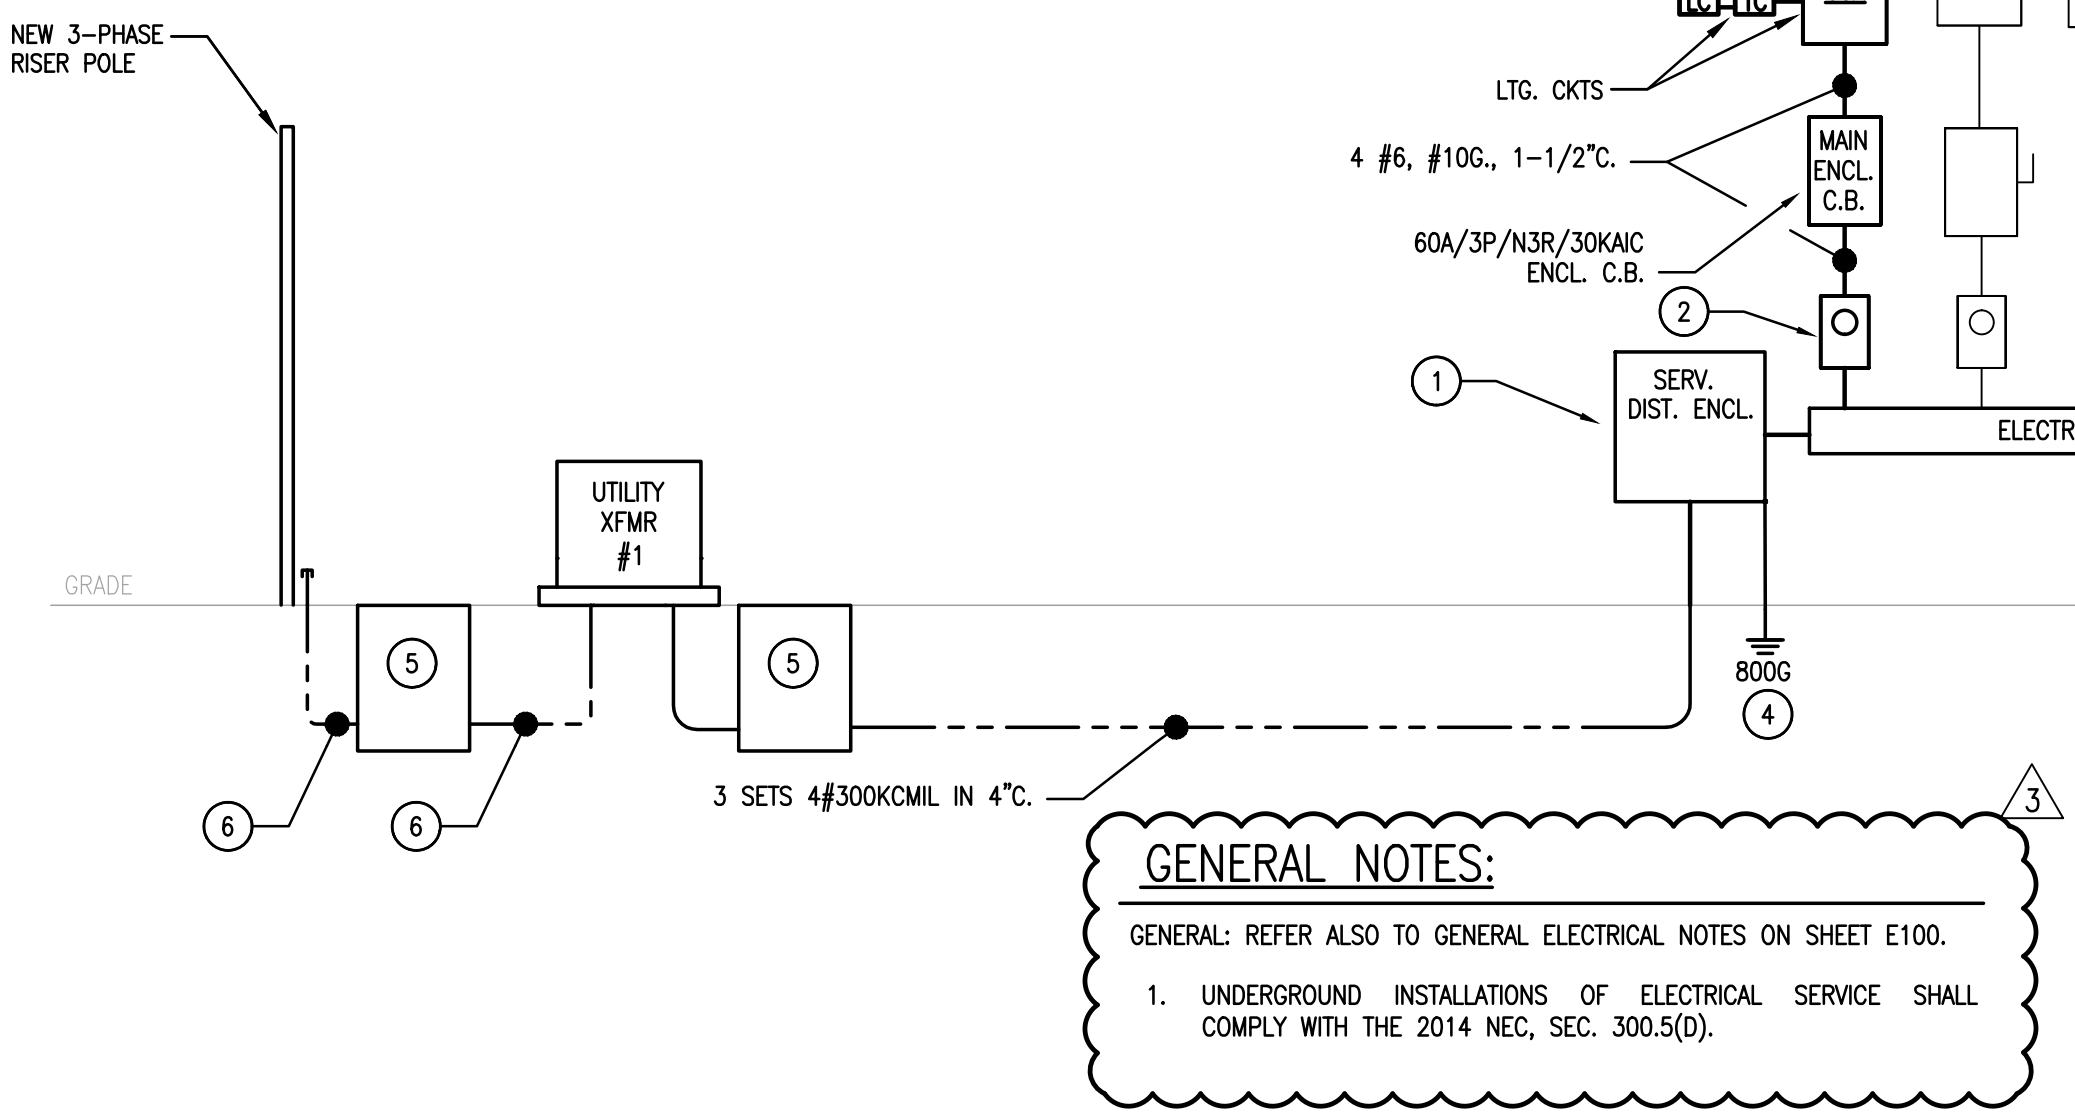 NEW 3-PHASE
RISER POLE
LC TC
LTG. CKTS
4 #6, #10G., 1-1/2"C.
MAIN
ENCL.
C.B.
60A/3P/N3R/30KAIC
ENCL. C.B.
2
1
SERV.
DIST. ENCL.
ELECTR
UTILITY
XFMR
#1
GRADE
5
5
800G
4
3 SETS 4#300KCMIL IN 4"C.
6
6
3
GENERAL NOTES:
GENERAL: REFER ALSO TO GENERAL ELECTRICAL NOTES ON SHEET E100.
1. UNDERGROUND INSTALLATIONS OF ELECTRICAL SERVICE SHALL
COMPLY WITH THE 2014 NEC, SEC. 300.5(D).